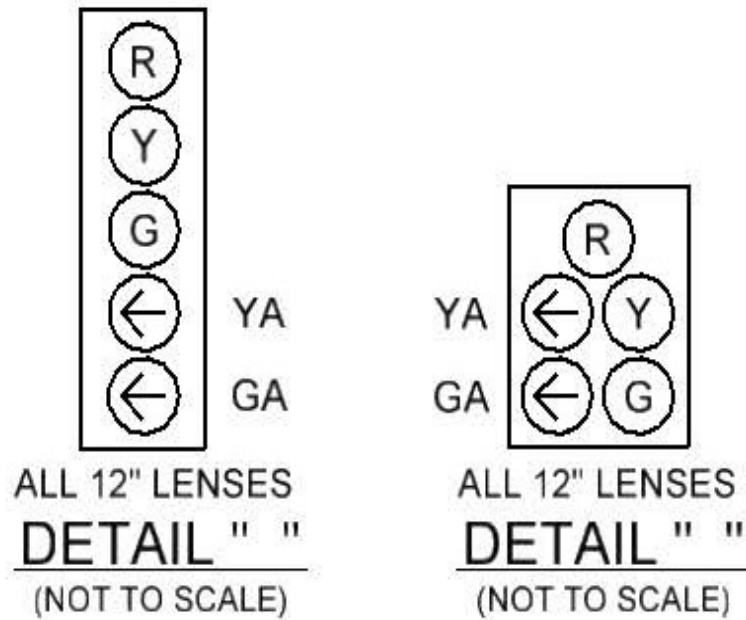 R
Y
G
YA
GA
ALL 12" LENSES
DETAIL " "
(NOT TO SCALE)
R
YA Y
GA G
ALL 12" LENSES
DETAIL " "
(NOT TO SCALE)